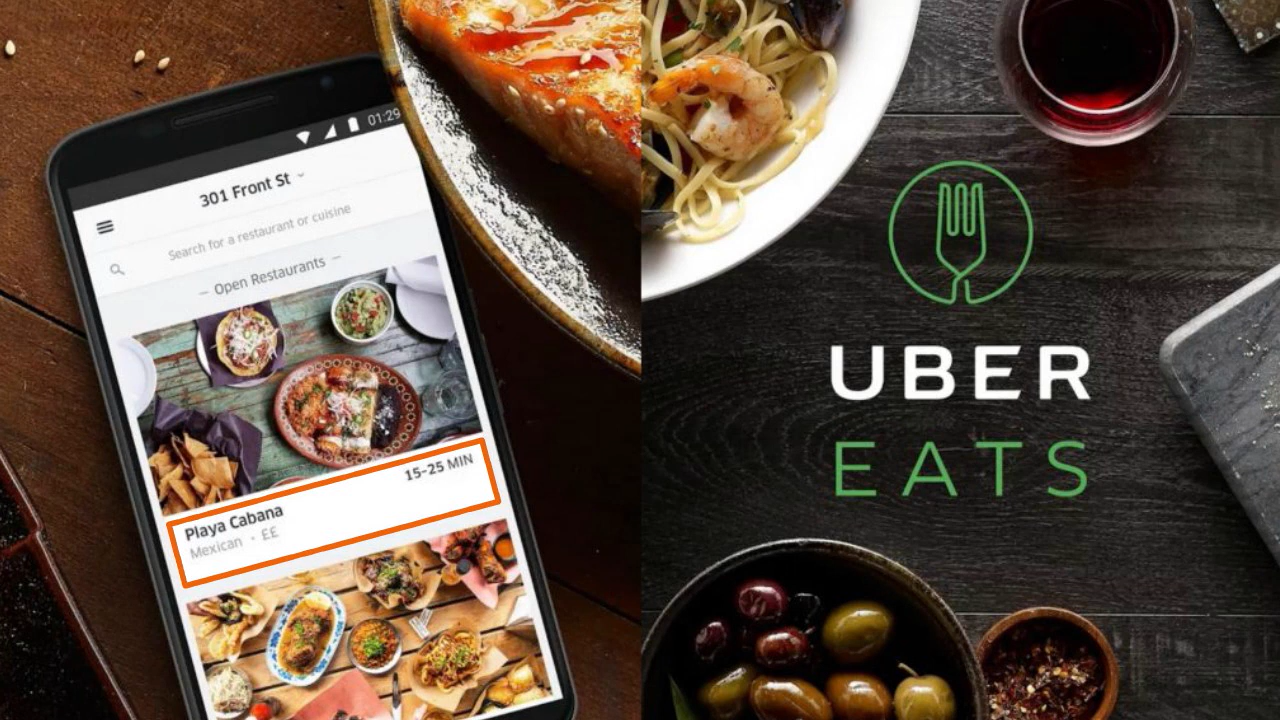 01:29
301 Front St
Search for a restaurant or cuisine
– Open Restaurants –
15-25 MIN
Playa Cabana
Mexican • ££
UBER
EATS